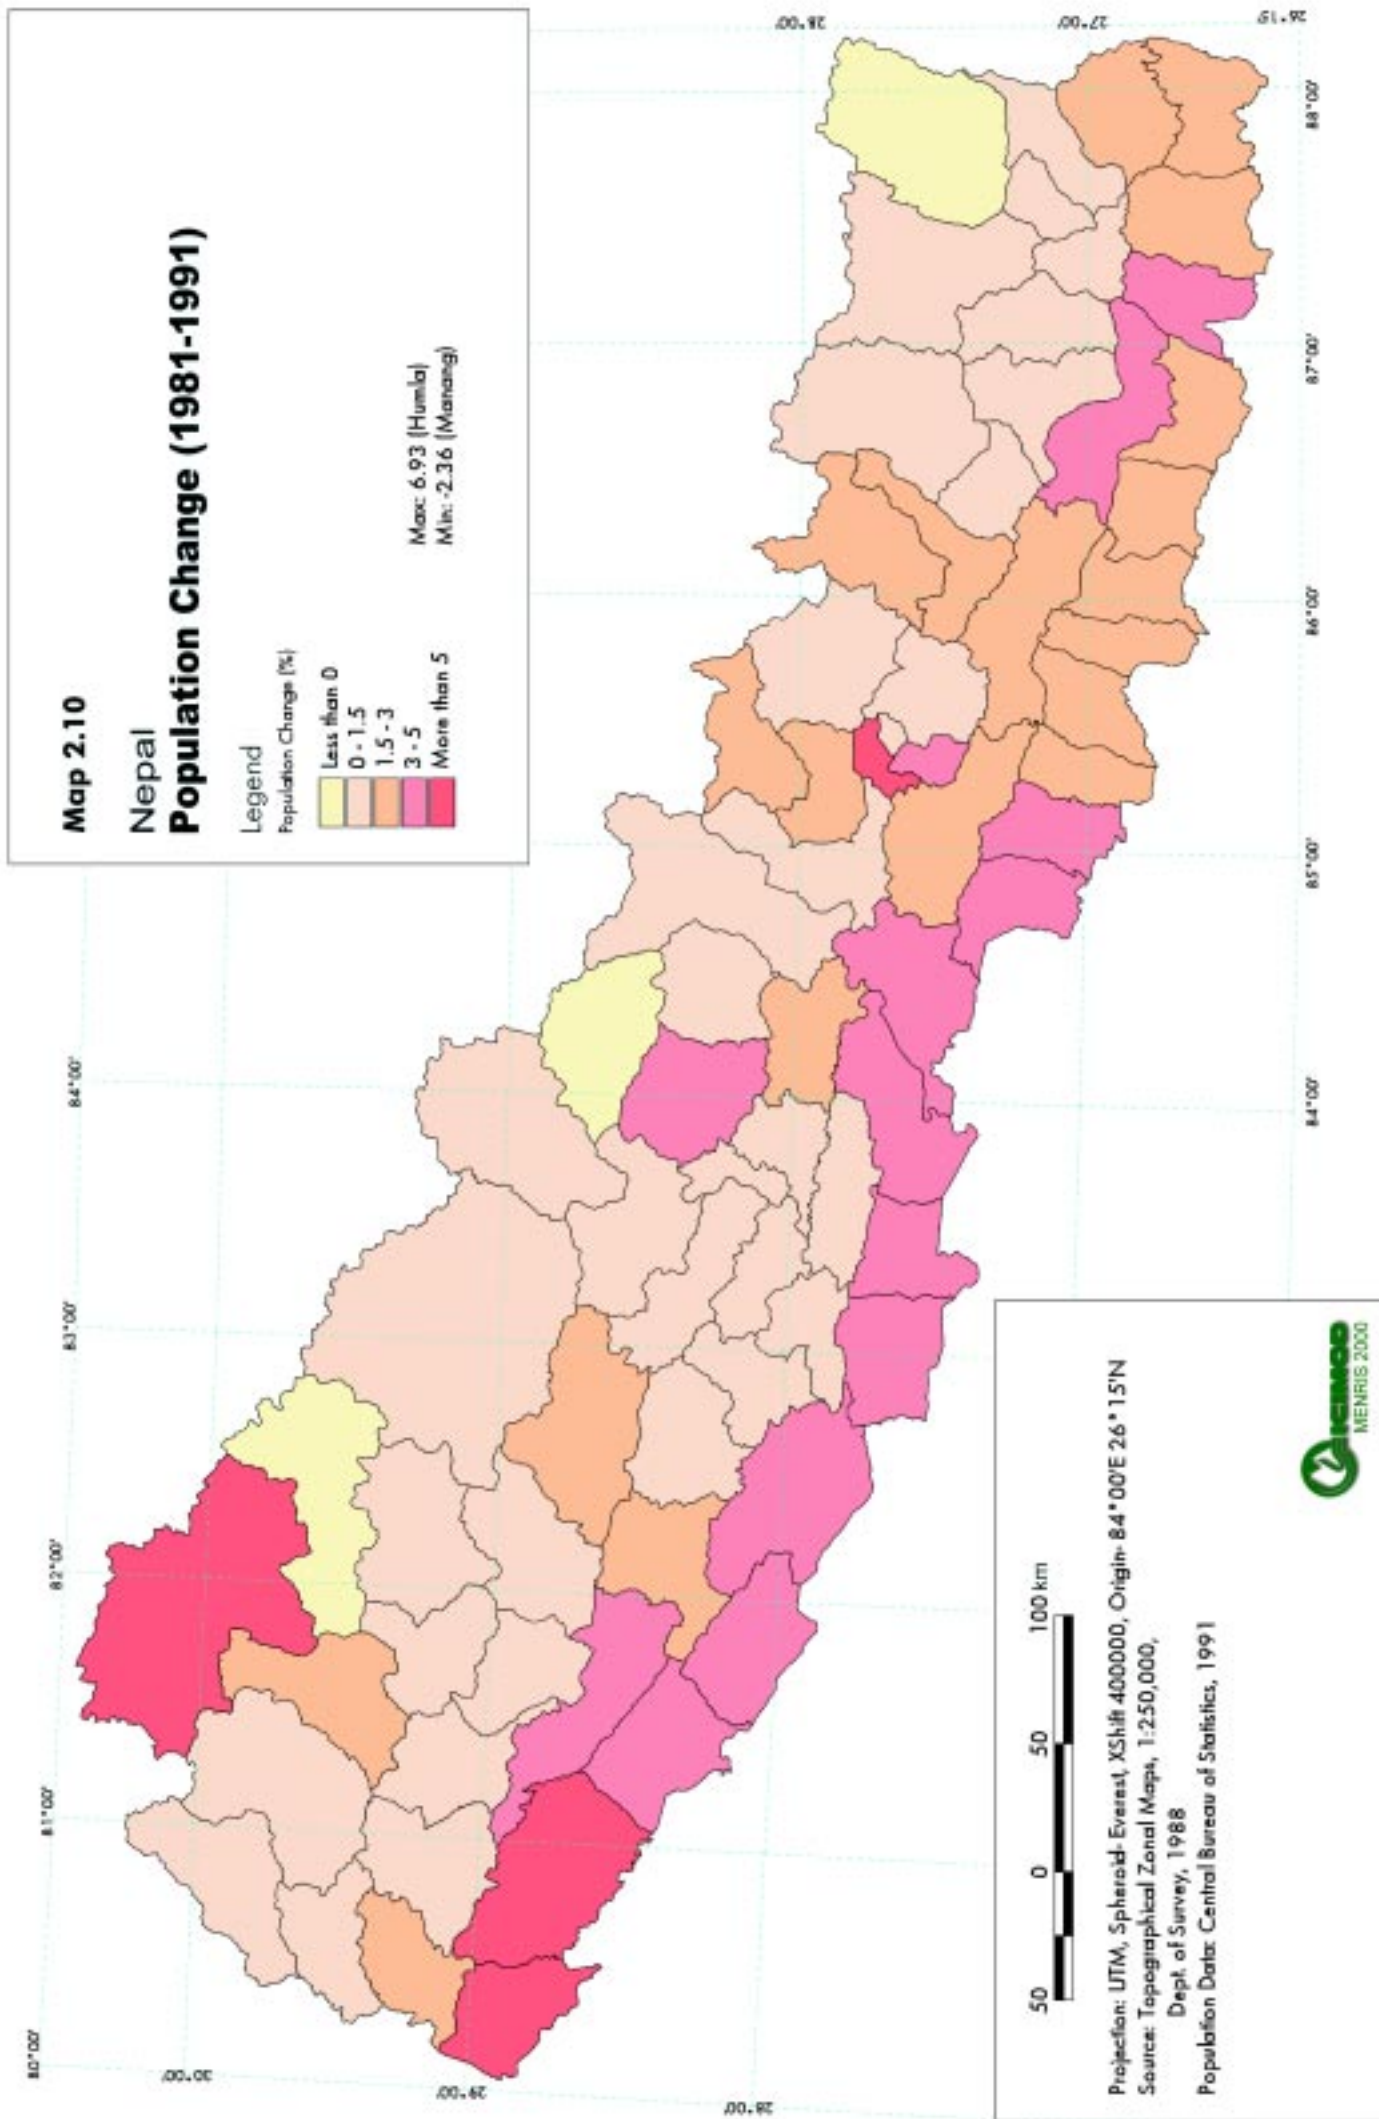 Map 2.10
Nepal
Population Change (1981-1991)
Legend
Population Change (%)
Less than 0
0 - 1.5
1.5 - 3
3 - 5
More than 5
Max: 6.93 (Humla)
Min: -2.36 (Manang)
80°00'
81°00'
82°00'
83°00'
84°00'
30°00'
29°00'
28°00'
28°00'
27°00'
26°15'
84°00'
85°00'
86°00'
87°00'
88°00'
50 0 50 100 km
Projection: UTM, Spheroid- Everest, XShift 400000, Origin- 84°00'E 26°15'N
Source: Topographical Zonal Maps, 1:250,000,
Dept. of Survey, 1988
Population Data: Central Bureau of Statistics, 1991
ICIMOD
MENRIS 2000